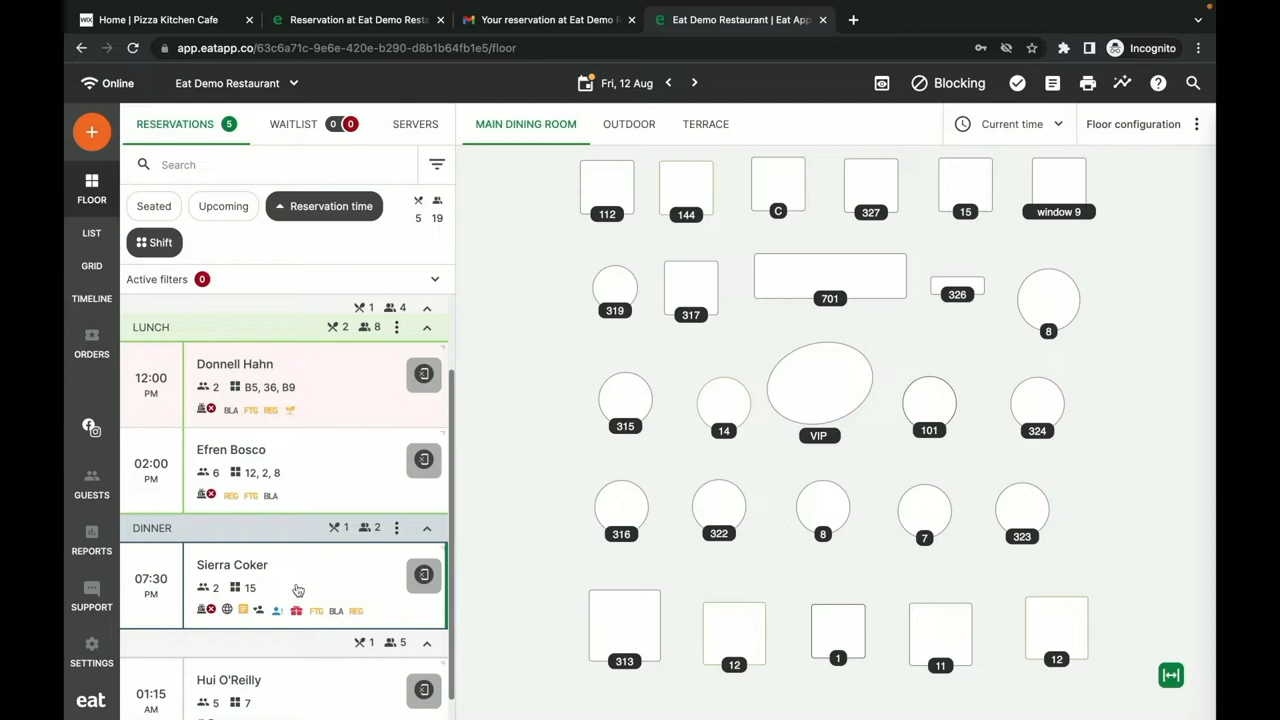 Home | Pizza Kitchen Cafe
Reservation at Eat Demo Resta
Your reservation at Eat Demo R
Eat Demo Restaurant | Eat App
app.eatapp.co/63c6a71c-9e6e-420e-b290-d8b1b64fb1e5/floor
Incognito
Online
Eat Demo Restaurant
Fri, 12 Aug
Blocking
RESERVATIONS 5
WAITLIST 0 0
SERVERS
MAIN DINING ROOM
OUTDOOR
TERRACE
Current time
Floor configuration
FLOOR
LIST
GRID
TIMELINE
ORDERS
GUESTS
REPORTS
SUPPORT
SETTINGS
eat
Search
Seated
Upcoming
Reservation time
5 19
Shift
Active filters 0
1 4
LUNCH 2 8
12:00 PM
Donnell Hahn
2 B5, 36, B9
BLA FTG REG
02:00 PM
Efren Bosco
6 12, 2, 8
REG FTG BLA
DINNER 1 2
07:30 PM
Sierra Coker
2 15
FTG BLA REG
1 5
01:15 AM
Hui O'Reilly
5 7
112
144
C
327
15
window 9
319
317
701
326
8
315
14
VIP
101
324
316
322
8
7
323
313
12
1
11
12